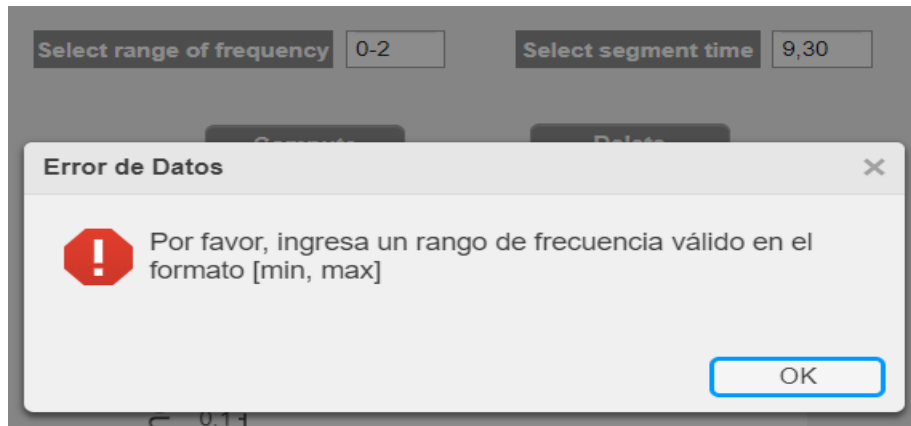 Select range of frequency 0-2 Select segment time 9,30
Error de Datos
Por favor, ingresa un rango de frecuencia válido en el
formato [min, max]
OK